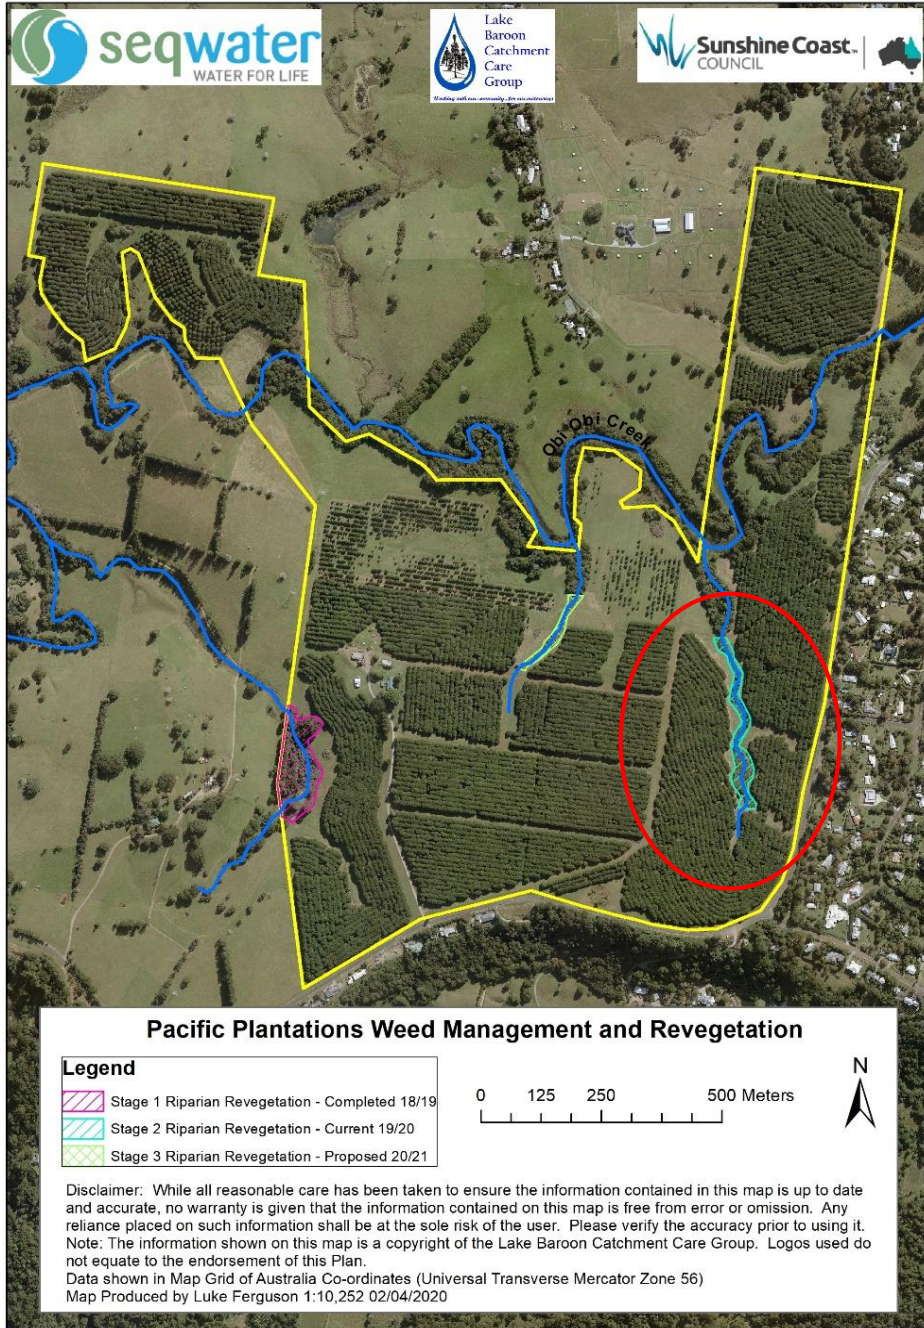 seqwater
WATER FOR LIFE
Lake
Baroon
Catchment
Care
Group
Working with our community...for our waterways
Sunshine Coast™
COUNCIL
Obi Obi Creek
Pacific Plantations Weed Management and Revegetation
Legend
Stage 1 Riparian Revegetation - Completed 18/19
Stage 2 Riparian Revegetation - Current 19/20
Stage 3 Riparian Revegetation - Proposed 20/21
0 125 250 500 Meters
N
Disclaimer: While all reasonable care has been taken to ensure the information contained in this map is up to date
and accurate, no warranty is given that the information contained on this map is free from error or omission. Any
reliance placed on such information shall be at the sole risk of the user. Please verify the accuracy prior to using it.
Note: The information shown on this map is a copyright of the Lake Baroon Catchment Care Group. Logos used do
not equate to the endorsement of this Plan.
Data shown in Map Grid of Australia Co-ordinates (Universal Transverse Mercator Zone 56)
Map Produced by Luke Ferguson 1:10,252 02/04/2020